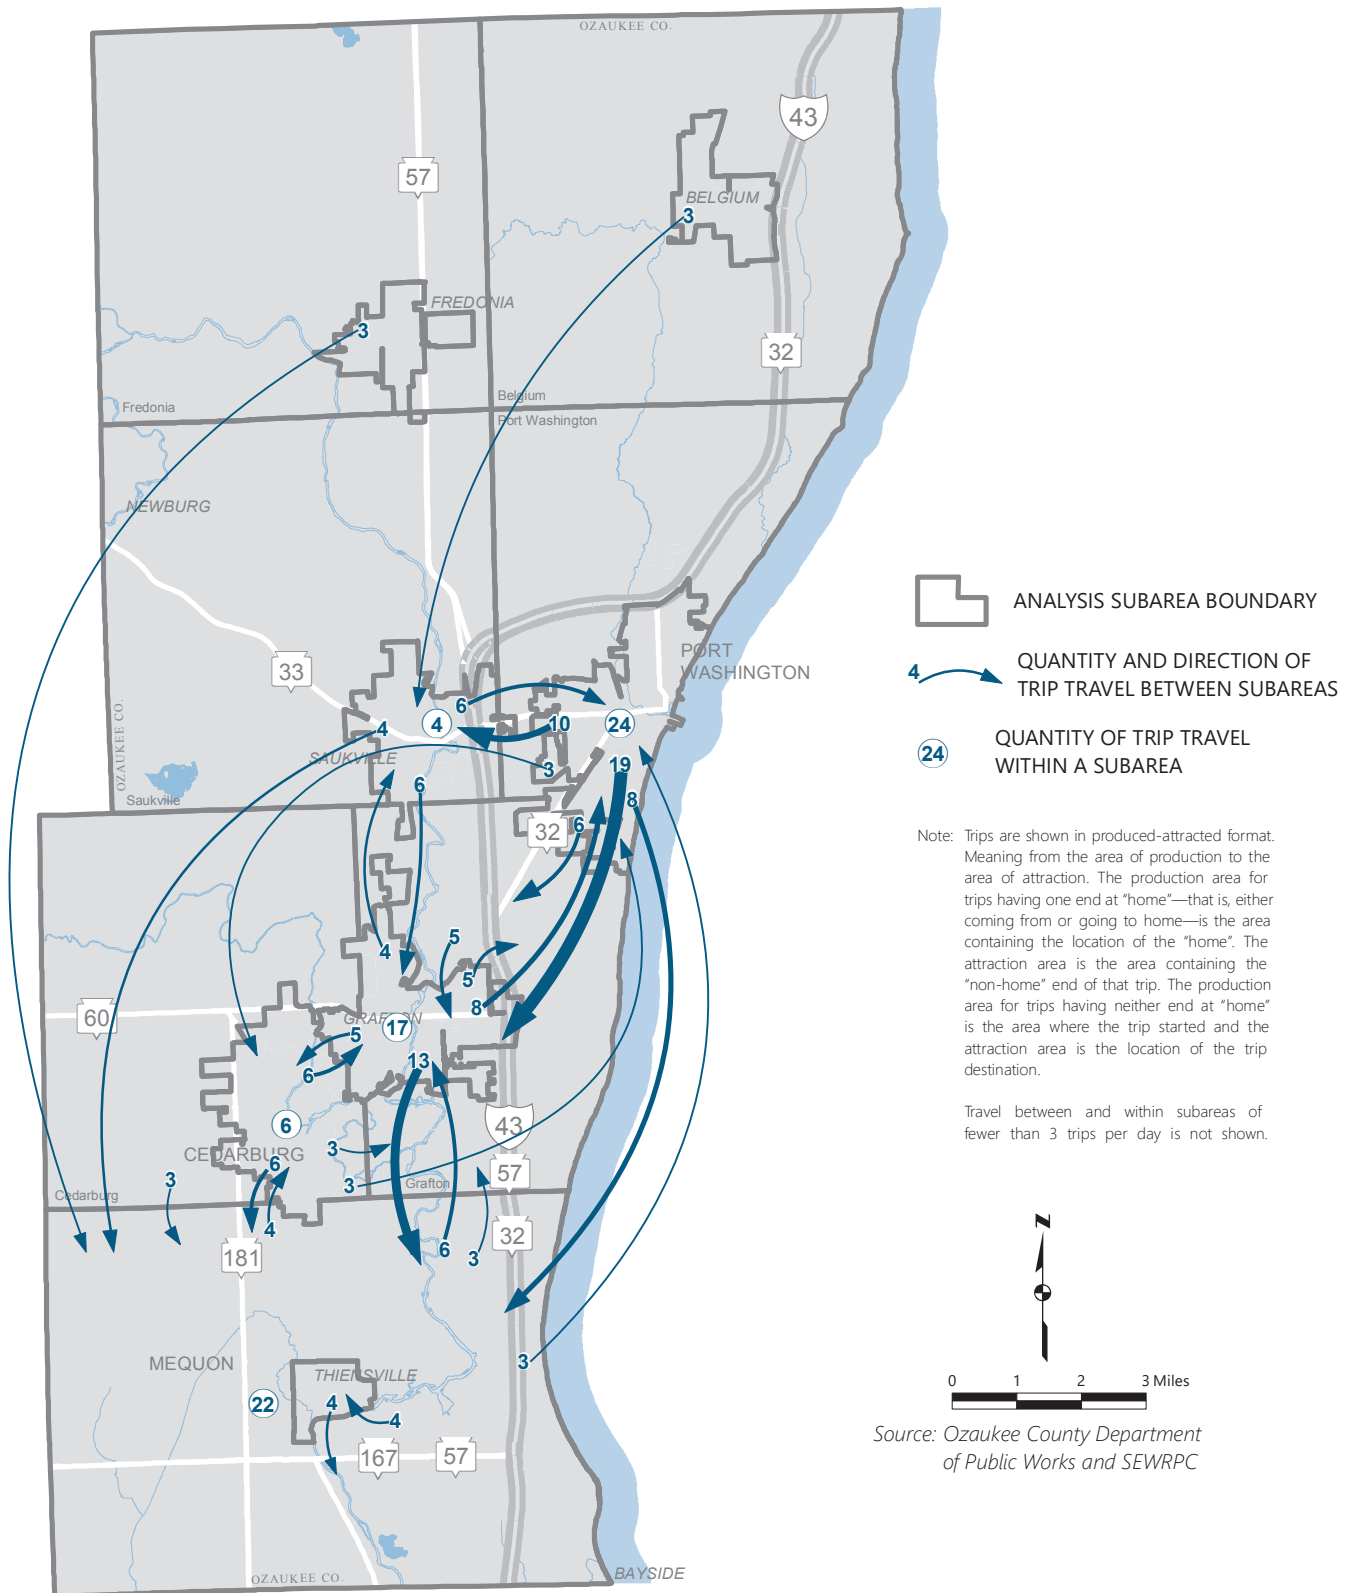 OZAUKEE CO.
43
57
BELGIUM
3
FREDONIA
3
32
Belgium
Fredonia
Port Washington
NEWBURG
ANALYSIS SUBAREA BOUNDARY
PORT
WASHINGTON
4
QUANTITY AND DIRECTION OF
TRIP TRAVEL BETWEEN SUBAREAS
33
6
4
10
24
4
SAUKVILLE
24
QUANTITY OF TRIP TRAVEL
WITHIN A SUBAREA
OZAUKEE CO.
3
19
6
8
Saukville
32
6
Note: Trips are shown in produced-attracted format.
Meaning from the area of production to the
area of attraction. The production area for
trips having one end at "home"—that is, either
coming from or going to home—is the area
containing the location of the "home". The
attraction area is the area containing the
"non-home" end of that trip. The production
area for trips having neither end at "home"
is the area where the trip started and the
attraction area is the location of the trip
destination.
Travel between and within subareas of
fewer than 3 trips per day is not shown.
5
4
5
8
60
GRAFTON
17
5
6
13
6
43
CEDARBURG
3
6
3
57
3
Cedarburg
Grafton
4
6
3
32
181
N
MEQUON
3
THIENSVILLE
22
4
4
0 1 2 3 Miles
167
57
Source: Ozaukee County Department
of Public Works and SEWRPC
OZAUKEE CO.
BAYSIDE